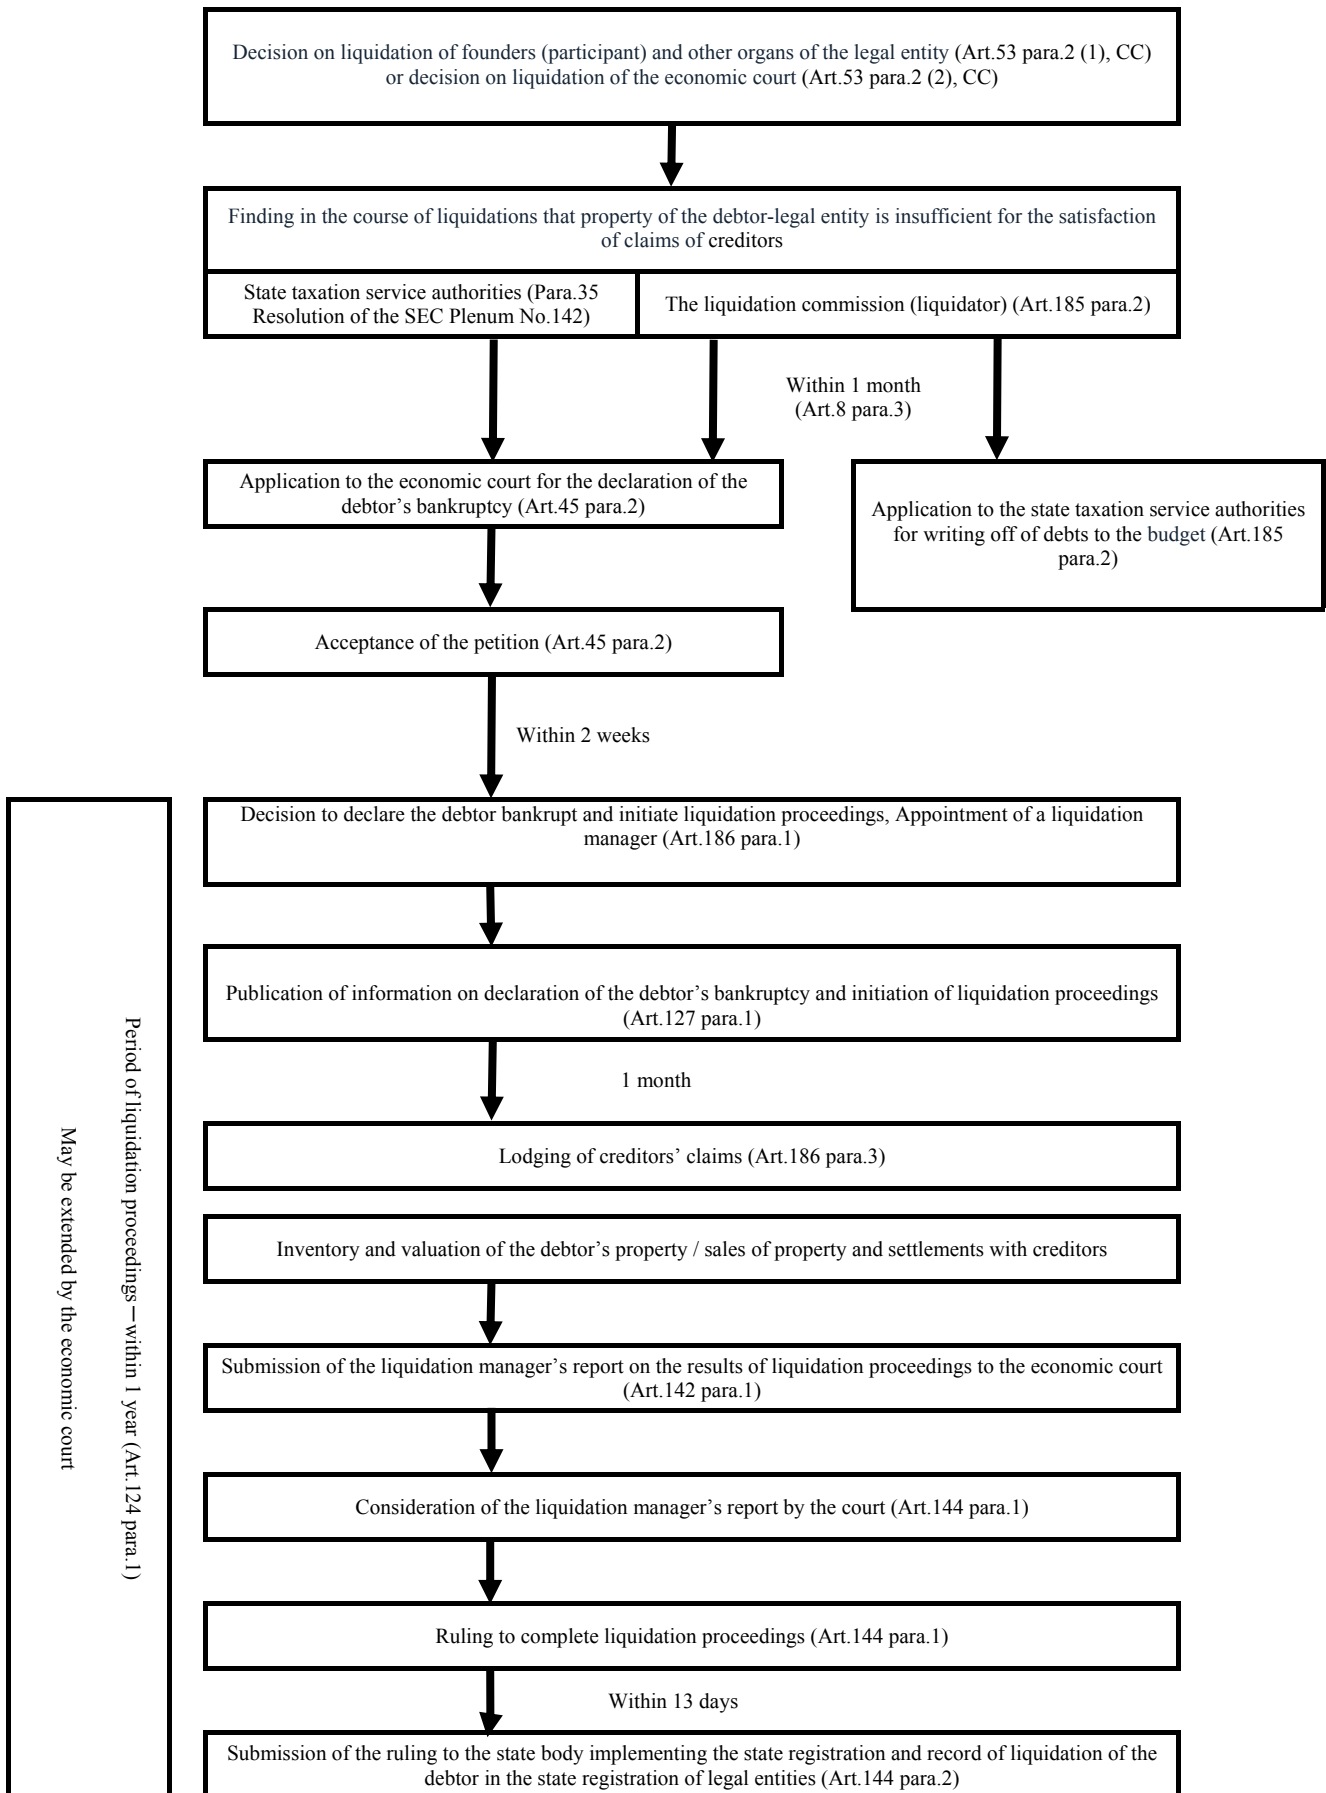 Decision on liquidation of founders (participant) and other organs of the legal entity (Art.53 para.2 (1), CC)
or decision on liquidation of the economic court (Art.53 para.2 (2), CC)
Finding in the course of liquidations that property of the debtor-legal entity is insufficient for the satisfaction
of claims of creditors
State taxation service authorities (Para.35
Resolution of the SEC Plenum No.142)
The liquidation commission (liquidator) (Art.185 para.2)
Within 1 month
(Art.8 para.3)
Application to the economic court for the declaration of the
debtor’s bankruptcy (Art.45 para.2)
Application to the state taxation service authorities
for writing off of debts to the budget (Art.185
para.2)
Acceptance of the petition (Art.45 para.2)
Within 2 weeks
Decision to declare the debtor bankrupt and initiate liquidation proceedings, Appointment of a liquidation
manager (Art.186 para.1)
Publication of information on declaration of the debtor’s bankruptcy and initiation of liquidation proceedings
(Art.127 para.1)
1 month
Lodging of creditors’ claims (Art.186 para.3)
Inventory and valuation of the debtor’s property / sales of property and settlements with creditors
Submission of the liquidation manager’s report on the results of liquidation proceedings to the economic court
(Art.142 para.1)
Consideration of the liquidation manager’s report by the court (Art.144 para.1)
Ruling to complete liquidation proceedings (Art.144 para.1)
Within 13 days
Submission of the ruling to the state body implementing the state registration and record of liquidation of the
debtor in the state registration of legal entities (Art.144 para.2)
Period of liquidation proceedings—within 1 year (Art.124 para.1)
May be extended by the economic court